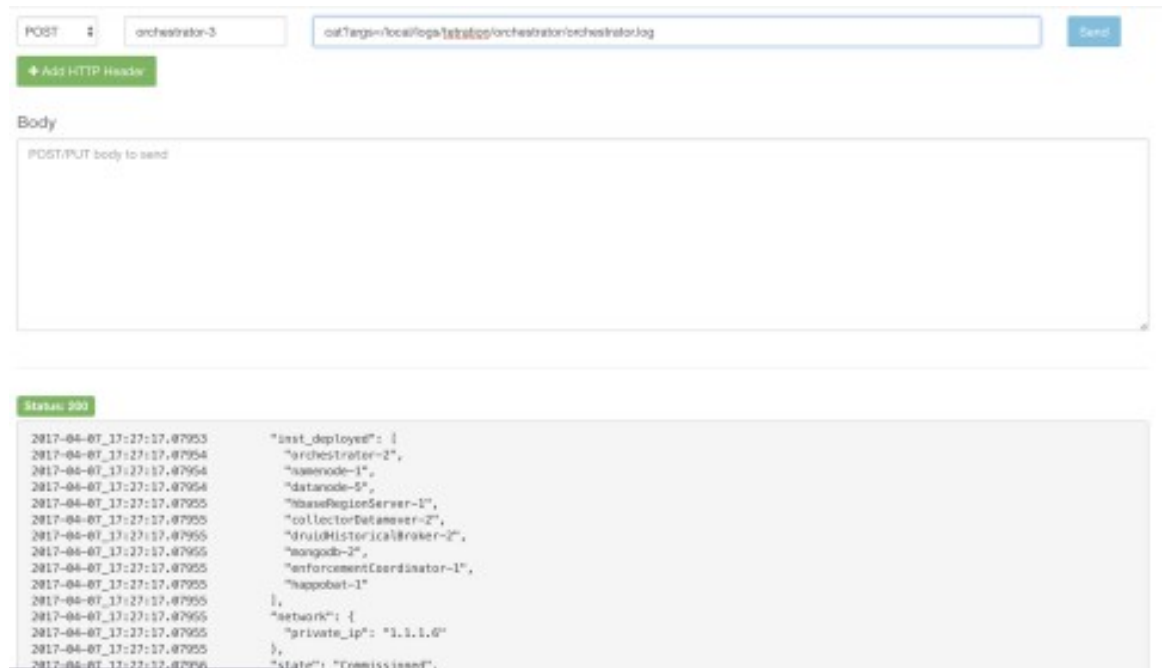 POST orchestrator-3 cat?args=/local/logs/tetration/orchestrator/orchestrator.log Send
+ Add HTTP Header
Body
POST/PUT body to send
Status: 200
2017-04-07_17:27:17.07953 "inst_deployed": [
2017-04-07_17:27:17.07954 "orchestrator-2",
2017-04-07_17:27:17.07954 "namenode-1",
2017-04-07_17:27:17.07954 "datanode-5",
2017-04-07_17:27:17.07955 "hbaseRegionServer-1",
2017-04-07_17:27:17.07955 "collectorDatamover-2",
2017-04-07_17:27:17.07955 "druidHistoricalBroker-2",
2017-04-07_17:27:17.07955 "mongodb-2",
2017-04-07_17:27:17.07955 "enforcementCoordinator-1",
2017-04-07_17:27:17.07955 "happobat-1"
2017-04-07_17:27:17.07955 ],
2017-04-07_17:27:17.07955 "network": {
2017-04-07_17:27:17.07955 "private_ip": "1.1.1.6"
2017-04-07_17:27:17.07955 },
2017-04-07_17:27:17.07956 "state": "Commissioned",